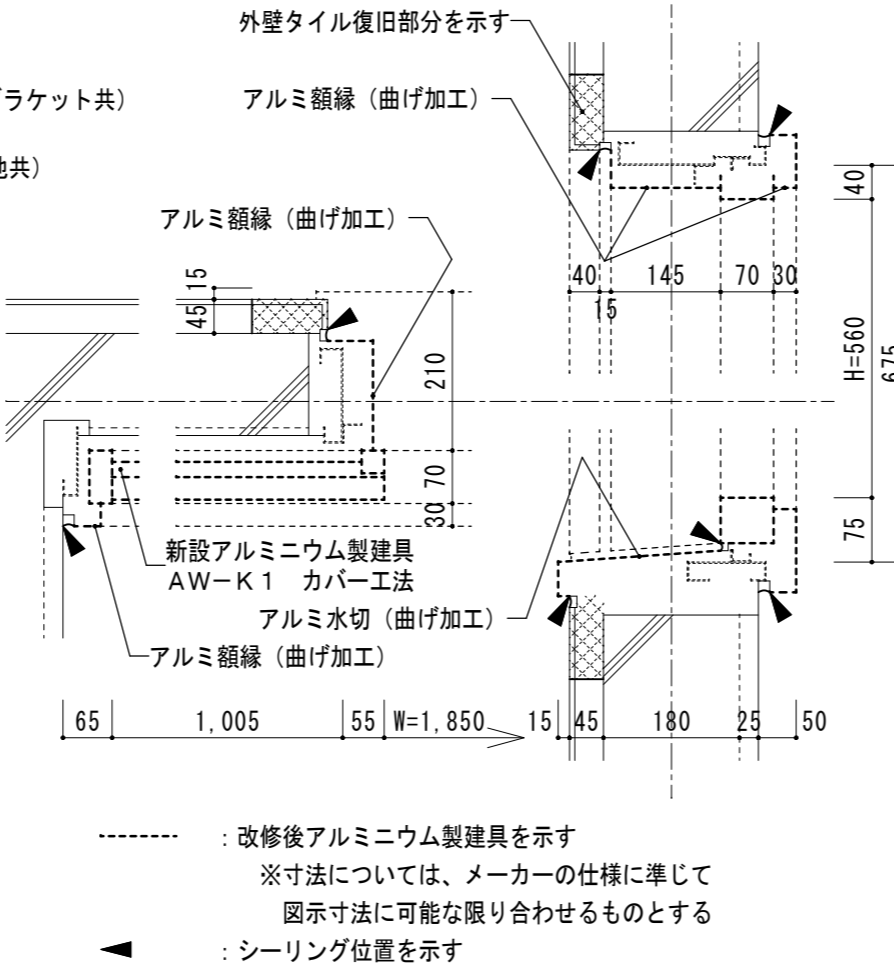 外壁タイル復旧部分を示す
ラケット共）
アルミ額縁（曲げ加工）
共）
アルミ額縁（曲げ加工）
40
15
45
40
145
70
30
15
210
H=560
675
70
30
75
新設アルミニウム製建具
AW-K1 カバー工法
アルミ水切（曲げ加工）
アルミ額縁（曲げ加工）
65
1,005
55
W=1,850
15
45
180
25
50
：改修後アルミニウム製建具を示す
※寸法については、メーカーの仕様に準じて
図示寸法に可能な限り合わせるものとする
：シーリング位置を示す